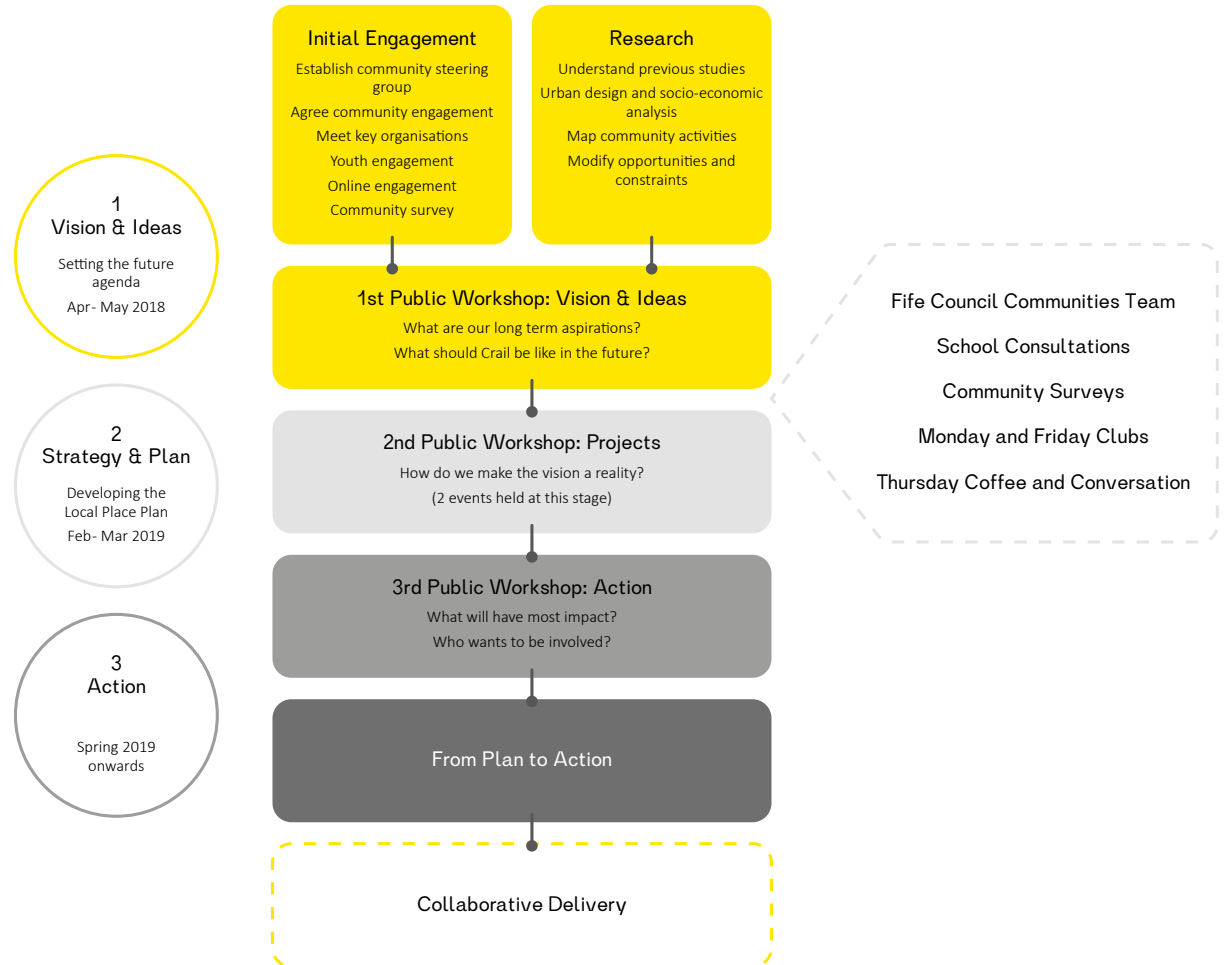 Initial Engagement
Establish community steering
group
Agree community engagement
Meet key organisations
Youth engagement
Online engagement
Community survey
Research
Understand previous studies
Urban design and socio-economic
analysis
Map community activities
Modify opportunities and
constraints
1
Vision & Ideas
Setting the future
agenda
Apr- May 2018
1st Public Workshop: Vision & Ideas
What are our long term aspirations?
What should Crail be like in the future?
Fife Council Communities Team
School Consultations
Community Surveys
Monday and Friday Clubs
Thursday Coffee and Conversation
2
Strategy & Plan
Developing the
Local Place Plan
Feb- Mar 2019
2nd Public Workshop: Projects
How do we make the vision a reality?
(2 events held at this stage)
3rd Public Workshop: Action
What will have most impact?
Who wants to be involved?
3
Action
Spring 2019
onwards
From Plan to Action
Collaborative Delivery